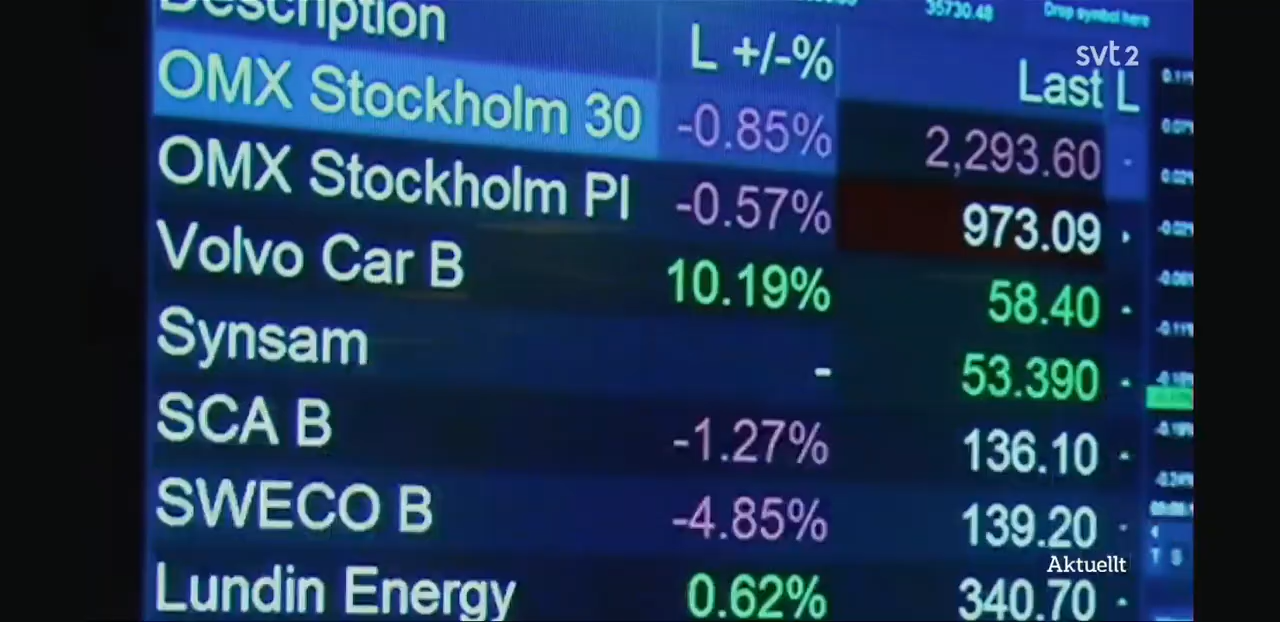 35730.48 Drop symbol here
Description L +/-% Last L
svt2
OMX Stockholm 30 -0.85% 2,293.60
OMX Stockholm PI -0.57% 973.09
Volvo Car B 10.19% 58.40
Synsam - 53.390
SCA B -1.27% 136.10
SWECO B -4.85% 139.20
Aktuellt
Lundin Energy 0.62% 340.70